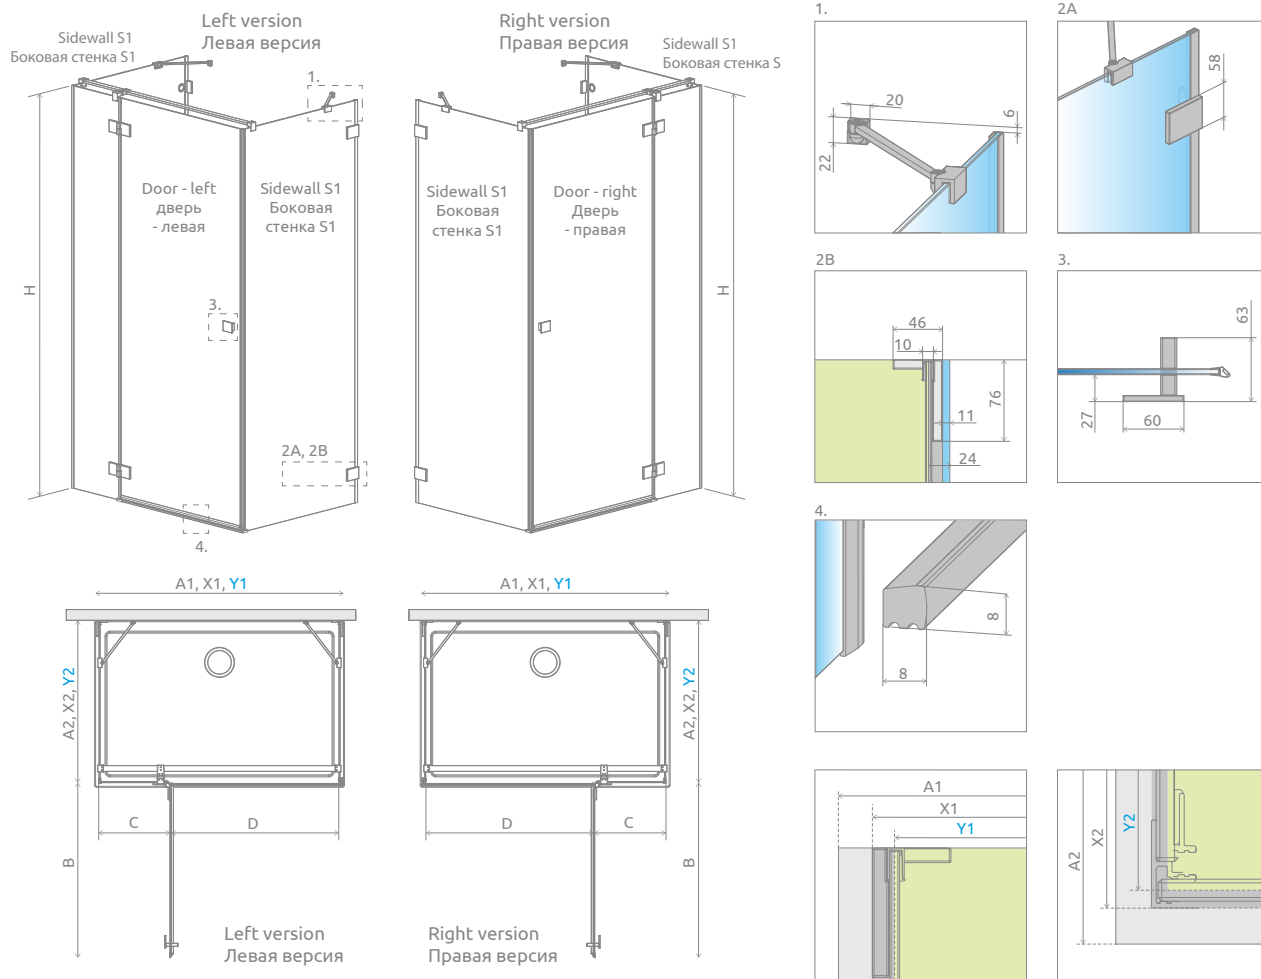 Left version
Левая версия
Sidewall S1
Боковая стенка S1
1.
Door - left
дверь
- левая
Sidewall S1
Боковая
стенка S1
H
3.
2A, 2B
4.
Right version
Правая версия
Sidewall S1
Боковая стенка S
Sidewall S1
Боковая
стенка S1
Door - right
Дверь
- правая
H
A1, X1, Y1
A2, X2, Y2
C
D
B
Left version
Левая версия
A1, X1, Y1
A2, X2, Y2
D
C
B
Right version
Правая версия
1.
20
6
22
2A
58
2B
46
10
76
11
24
3.
63
27
60
4.
8
8
A1
X1
Y1
Y2
X2
A2